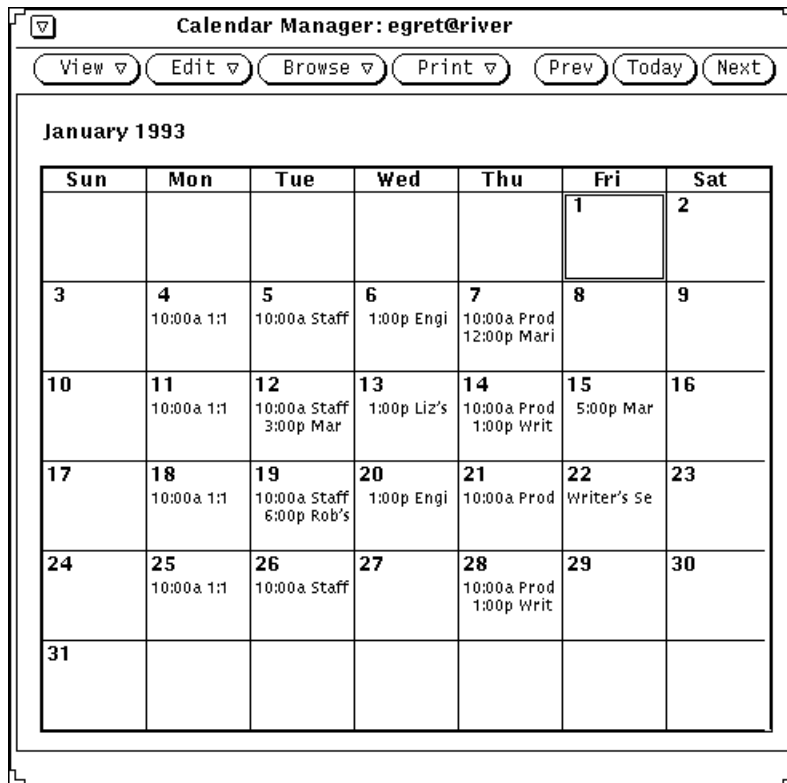 Calendar Manager: egret@river
View Edit Browse Print Prev Today Next
January 1993
Sun Mon Tue Wed Thu Fri Sat
1 2
3 4 5 6 7 8 9
10:00a 1:1 10:00a Staff 1:00p Engi 10:00a Prod
12:00p Mari
10 11 12 13 14 15 16
10:00a 1:1 10:00a Staff 1:00p Liz's 10:00a Prod 5:00p Mar
3:00p Mar 1:00p Writ
17 18 19 20 21 22 23
10:00a 1:1 10:00a Staff 1:00p Engi 10:00a Prod Writer's Se
6:00p Rob's
24 25 26 27 28 29 30
10:00a 1:1 10:00a Staff 10:00a Prod
1:00p Writ
31